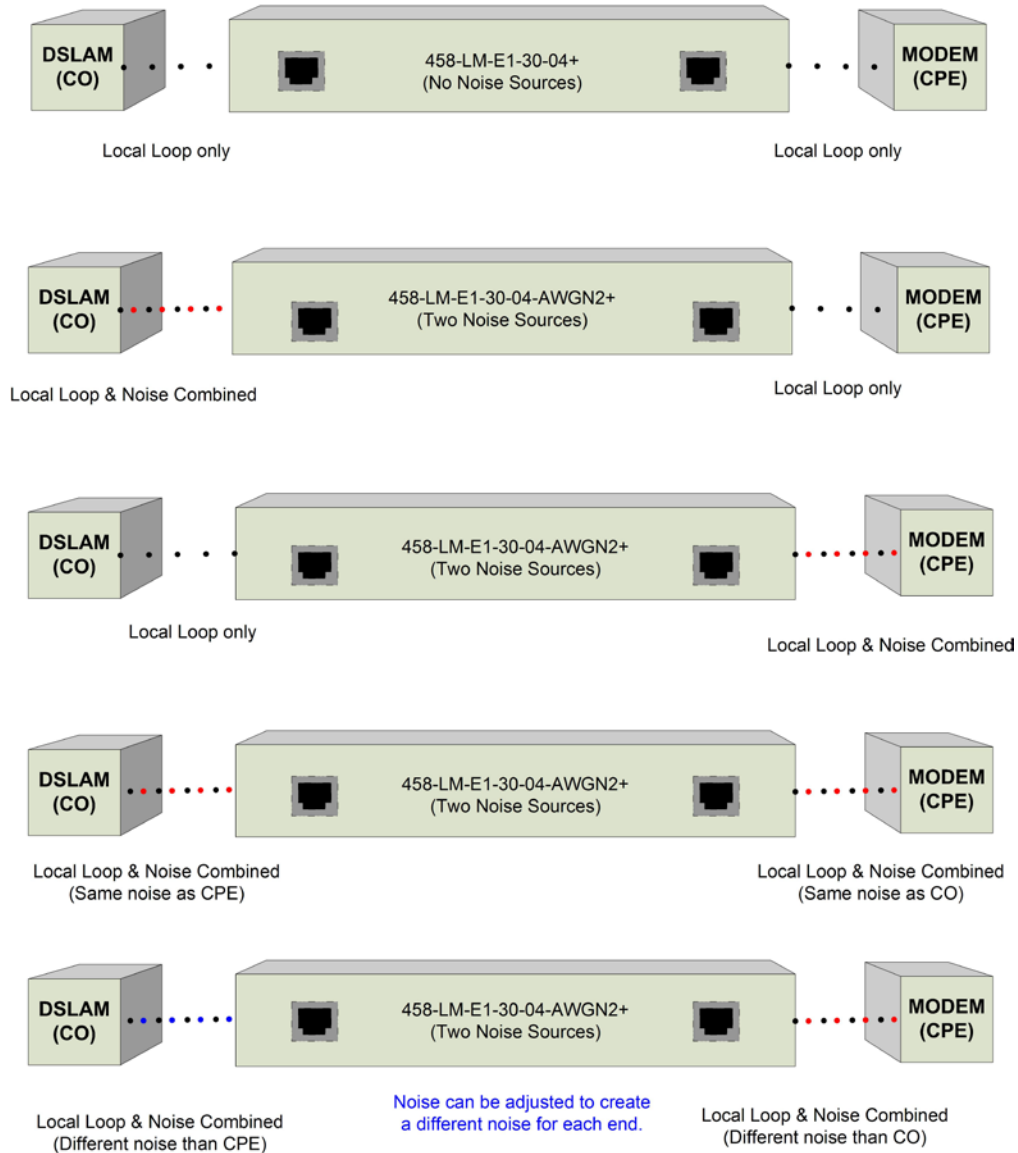 DSLAM
(CO)
458-LM-E1-30-04+
(No Noise Sources)
MODEM
(CPE)
Local Loop only
Local Loop only
DSLAM
(CO)
458-LM-E1-30-04-AWGN2+
(Two Noise Sources)
MODEM
(CPE)
Local Loop & Noise Combined
Local Loop only
DSLAM
(CO)
458-LM-E1-30-04-AWGN2+
(Two Noise Sources)
MODEM
(CPE)
Local Loop only
Local Loop & Noise Combined
DSLAM
(CO)
458-LM-E1-30-04-AWGN2+
(Two Noise Sources)
MODEM
(CPE)
Local Loop & Noise Combined
(Same noise as CPE)
Local Loop & Noise Combined
(Same noise as CO)
DSLAM
(CO)
458-LM-E1-30-04-AWGN2+
(Two Noise Sources)
MODEM
(CPE)
Local Loop & Noise Combined
(Different noise than CPE)
Noise can be adjusted to create
a different noise for each end.
Local Loop & Noise Combined
(Different noise than CO)